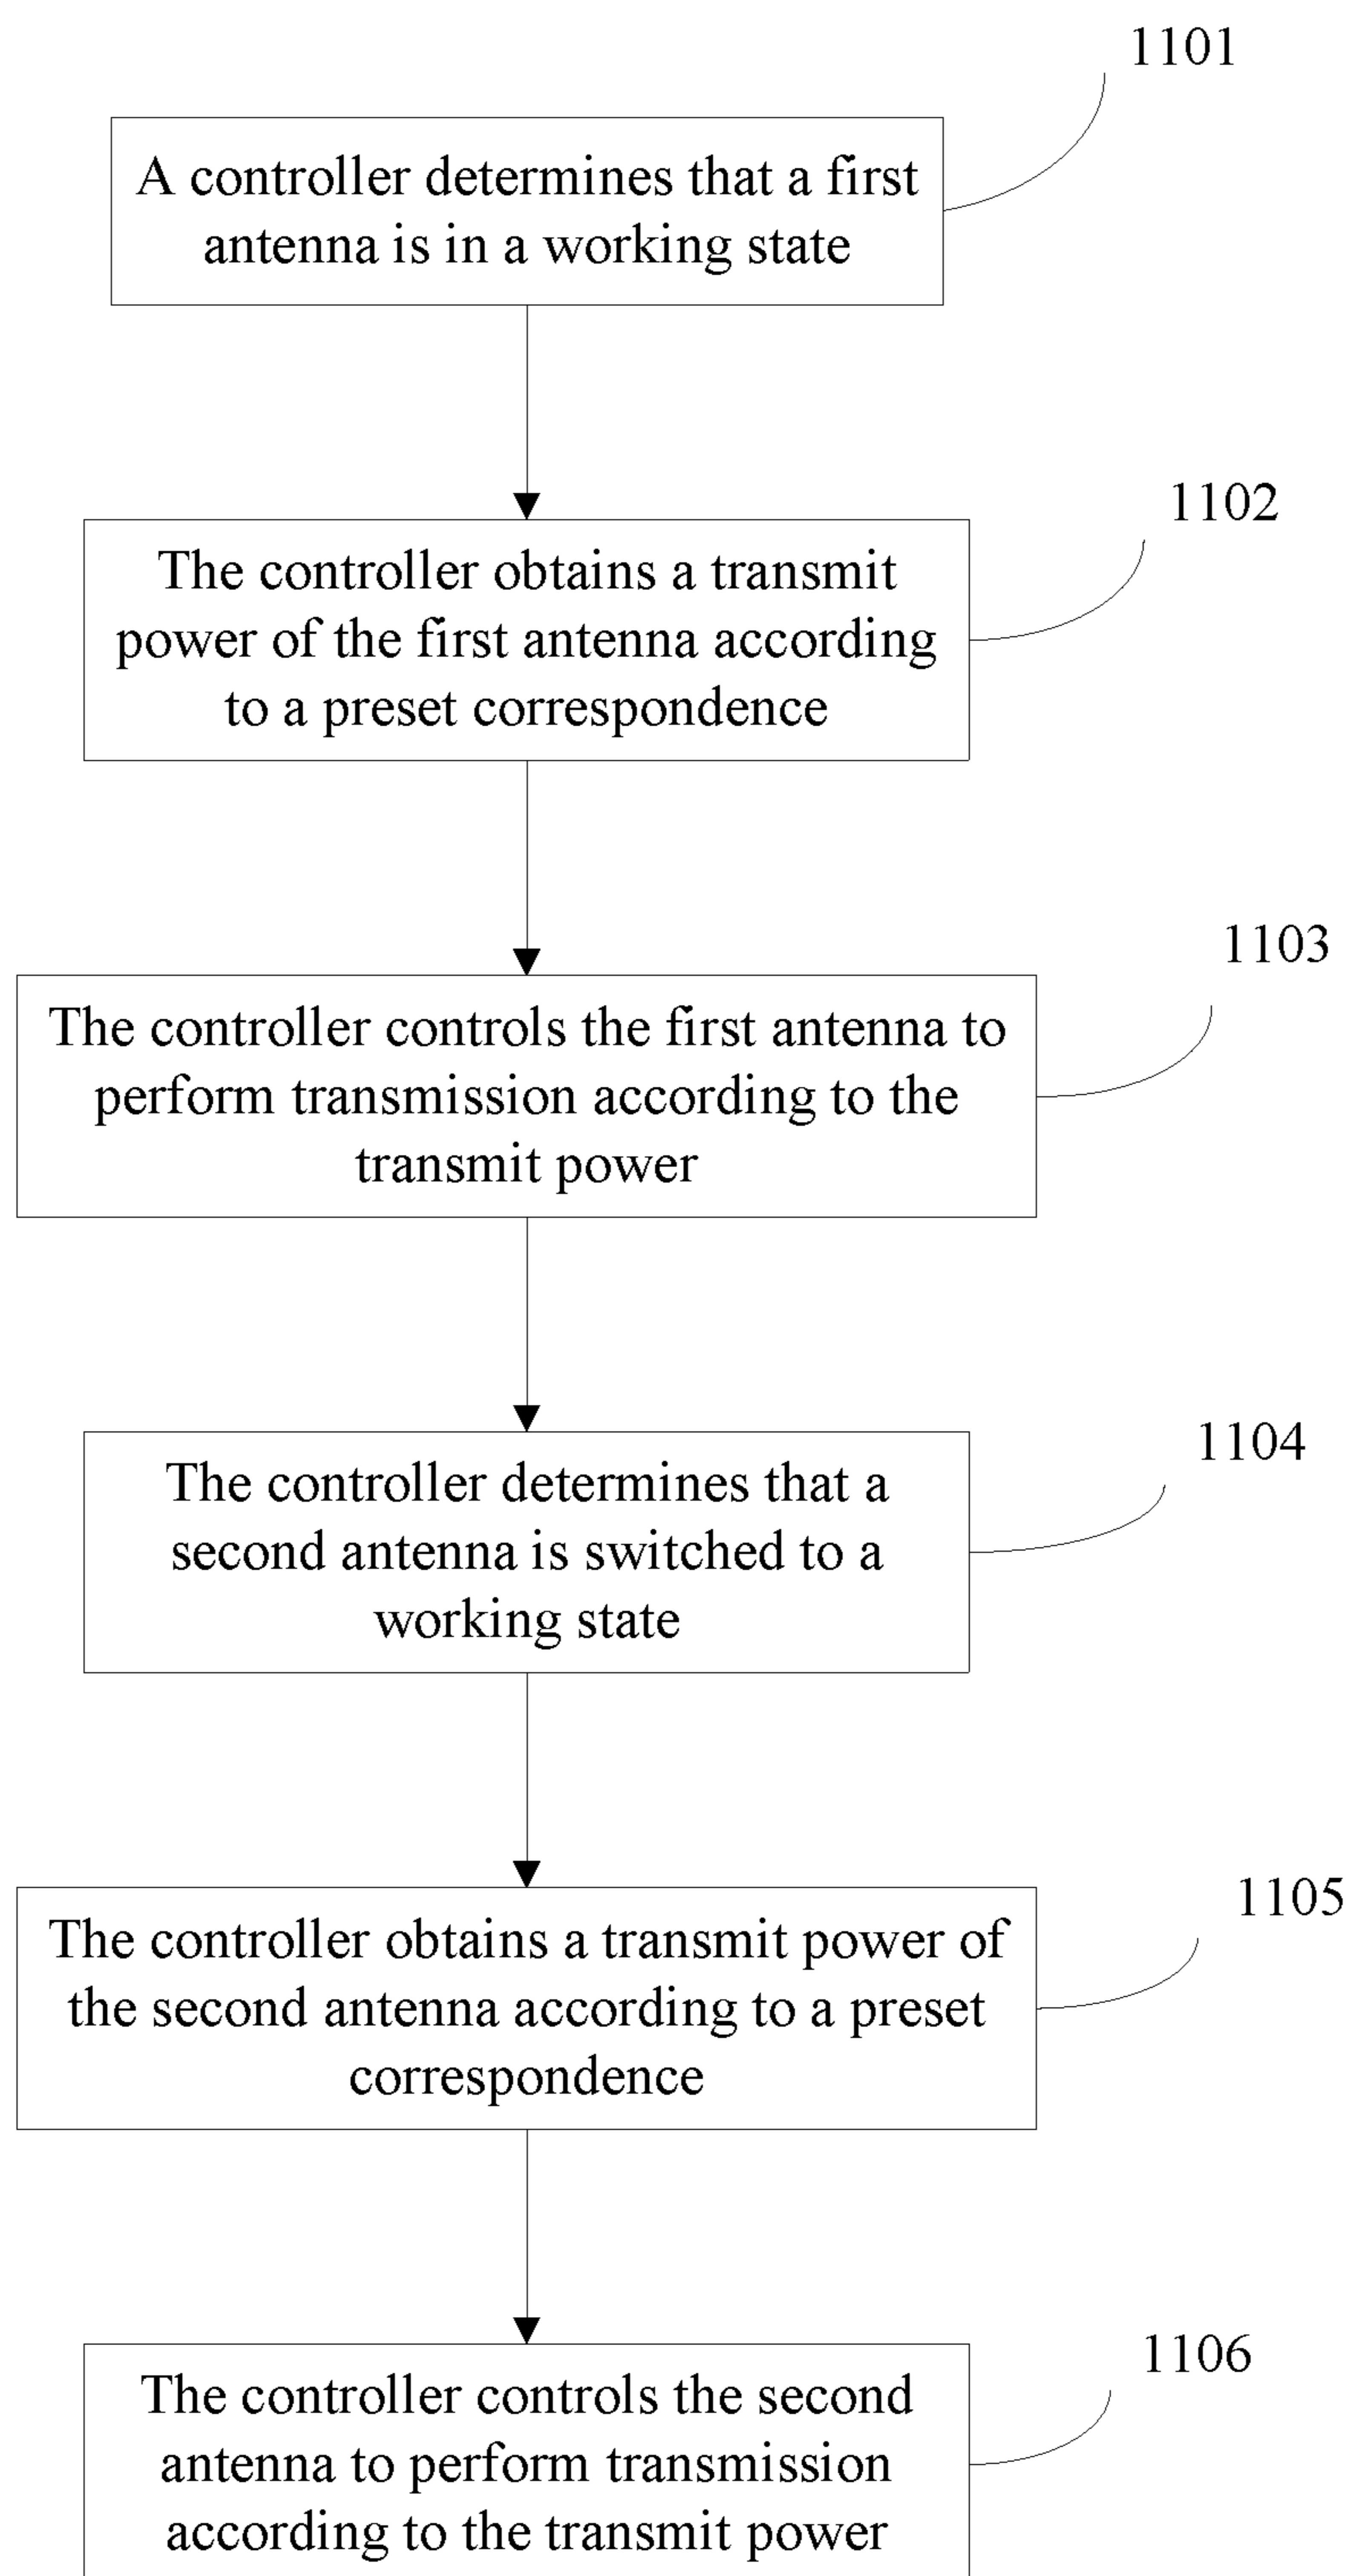 1101
A controller determines that a first
antenna is in a working state
1102
The controller obtains a transmit
power of the first antenna according
to a preset correspondence
1103
The controller controls the first antenna to
perform transmission according to the
transmit power
1104
The controller determines that a
second antenna is switched to a
working state
1105
The controller obtains a transmit power of
the second antenna according to a preset
correspondence
1106
The controller controls the second
antenna to perform transmission
according to the transmit power